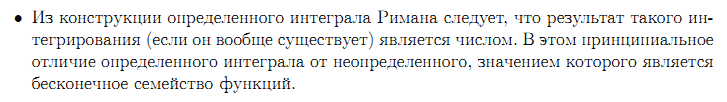 • Из конструкции определенного интеграла Римана следует, что результат такого ин-
тегрирования (если он вообще существует) является числом. В этом принципиальное
отличие определенного интеграла от неопределенного, значением которого является
бесконечное семейство функций.